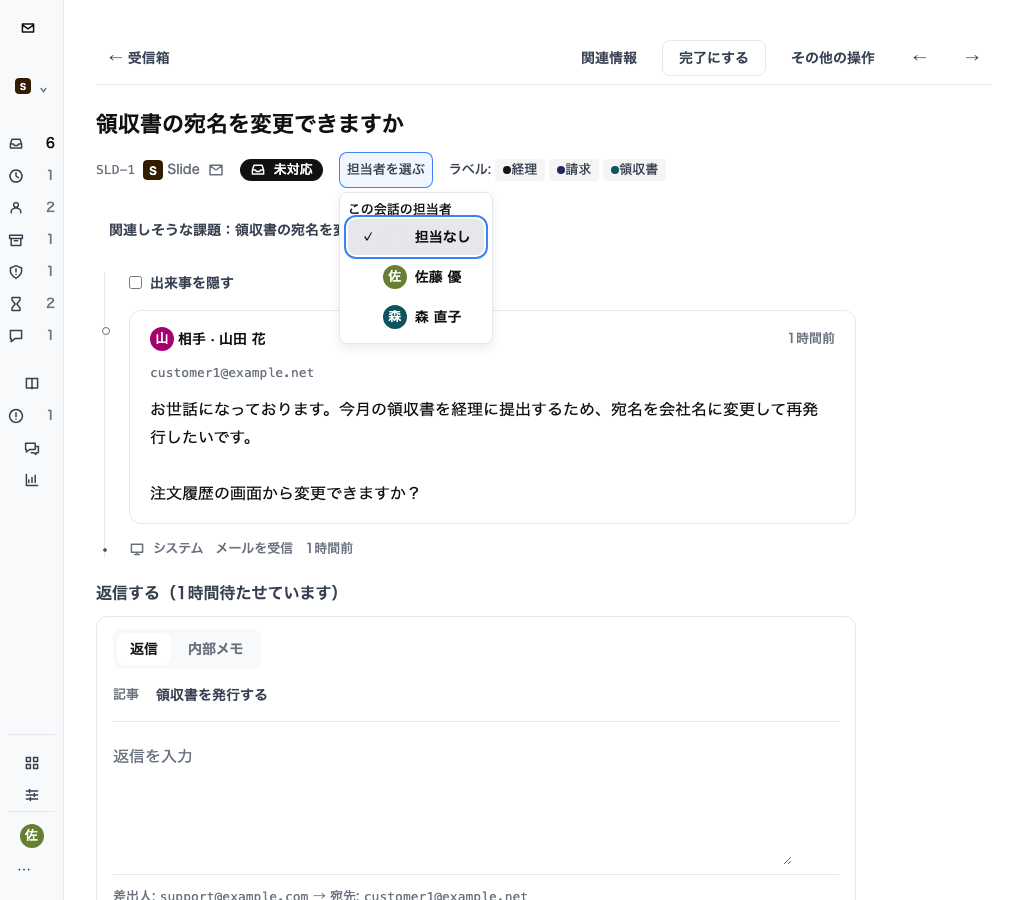 ← 受信箱
関連情報
完了にする
その他の操作
←
→
S
領収書の宛名を変更できますか
6
SLD-1 S Slide 未対応 担当者を選ぶ ラベル: 経理 請求 領収書
1
2
この会話の担当者
関連しそうな課題：領収書の宛名を
✓ 担当なし
1
1
佐 佐藤 優
出来事を隠す
2
森 森 直子
1
山 相手 · 山田 花
1時間前
customer1@example.net
お世話になっております。今月の領収書を経理に提出するため、宛名を会社名に変更して再発
行したいです。
1
注文履歴の画面から変更できますか？
システム メールを受信 1時間前
返信する（1時間待たせています）
返信 内部メモ
記事 領収書を発行する
返信を入力
佐
…
差出人: support@example.com → 宛先: customer1@example.net